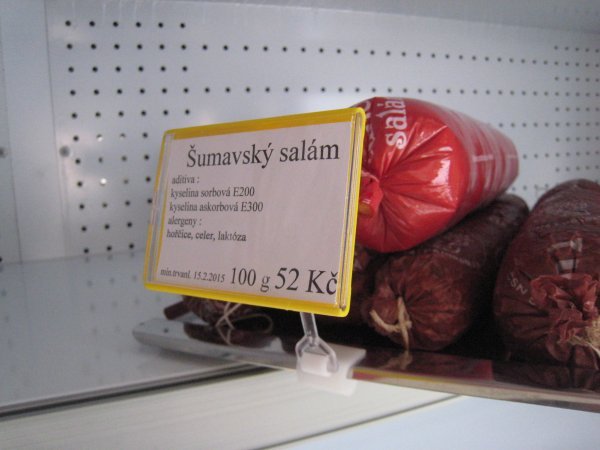 Šumavský salám
aditiva :
kyselina sorbová E200
kyselina askorbová E300
alergeny :
hořčice, celer, laktóza
min.trvanl. 15.2.2015 100 g 52 Kč
salá